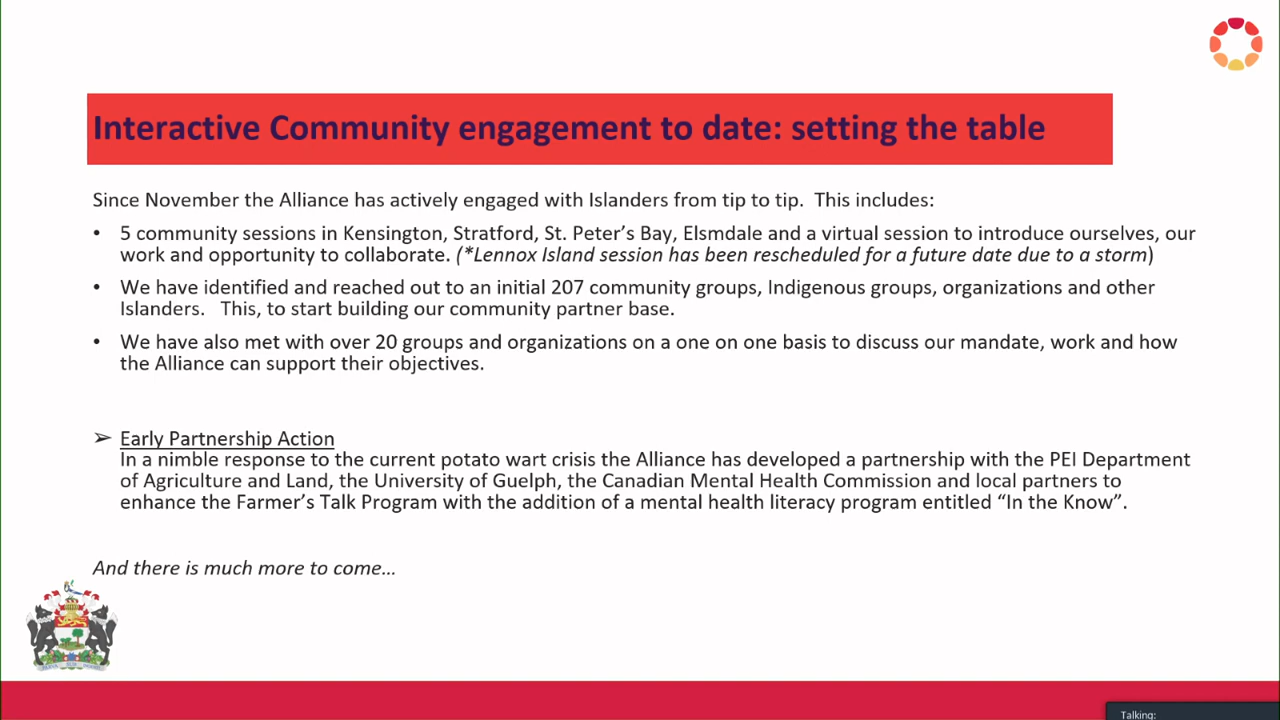 Interactive Community engagement to date: setting the table
Since November the Alliance has actively engaged with Islanders from tip to tip.  This includes:
• 5 community sessions in Kensington, Stratford, St. Peter's Bay, Elsmdale and a virtual session to introduce ourselves, our
work and opportunity to collaborate. (*Lennox Island session has been rescheduled for a future date due to a storm)
• We have identified and reached out to an initial 207 community groups, Indigenous groups, organizations and other
Islanders.   This, to start building our community partner base.
• We have also met with over 20 groups and organizations on a one on one basis to discuss our mandate, work and how
the Alliance can support their objectives.
➢ Early Partnership Action
In a nimble response to the current potato wart crisis the Alliance has developed a partnership with the PEI Department
of Agriculture and Land, the University of Guelph, the Canadian Mental Health Commission and local partners to
enhance the Farmer's Talk Program with the addition of a mental health literacy program entitled “In the Know”.
And there is much more to come…
Talking: